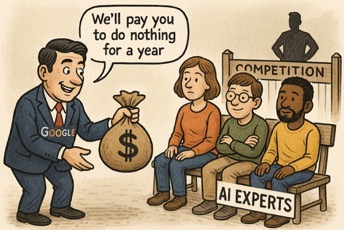 We'll pay you
to do nothing
for a year
GOOGLE
$
COMPETITION
AI EXPERTS